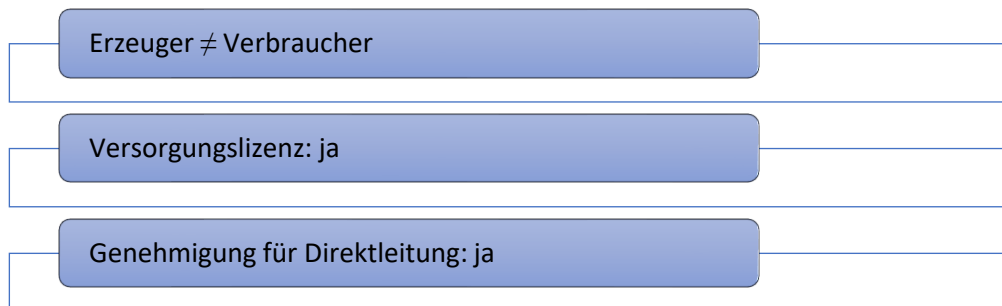 Erzeuger ≠ Verbraucher
Versorgungslizenz: ja
Genehmigung für Direktleitung: ja